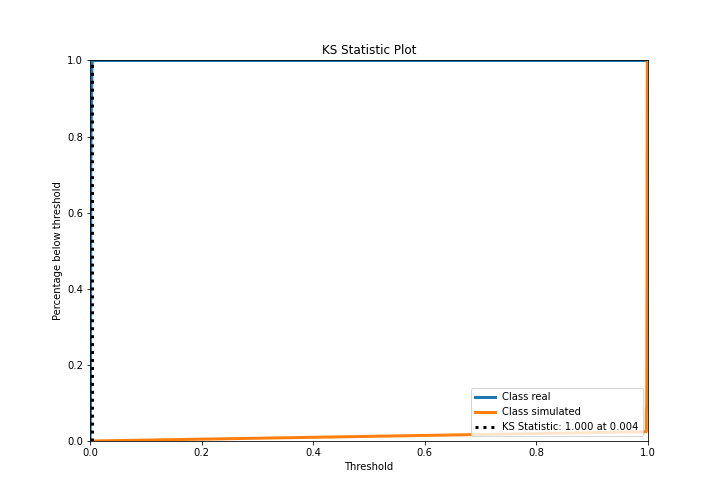 KS Statistic Plot
Percentage below threshold
1.0
0.8
0.6
0.4
0.2
0.0
0.0 0.2 0.4 0.6 0.8 1.0
Threshold
Class real
Class simulated
KS Statistic: 1.000 at 0.004